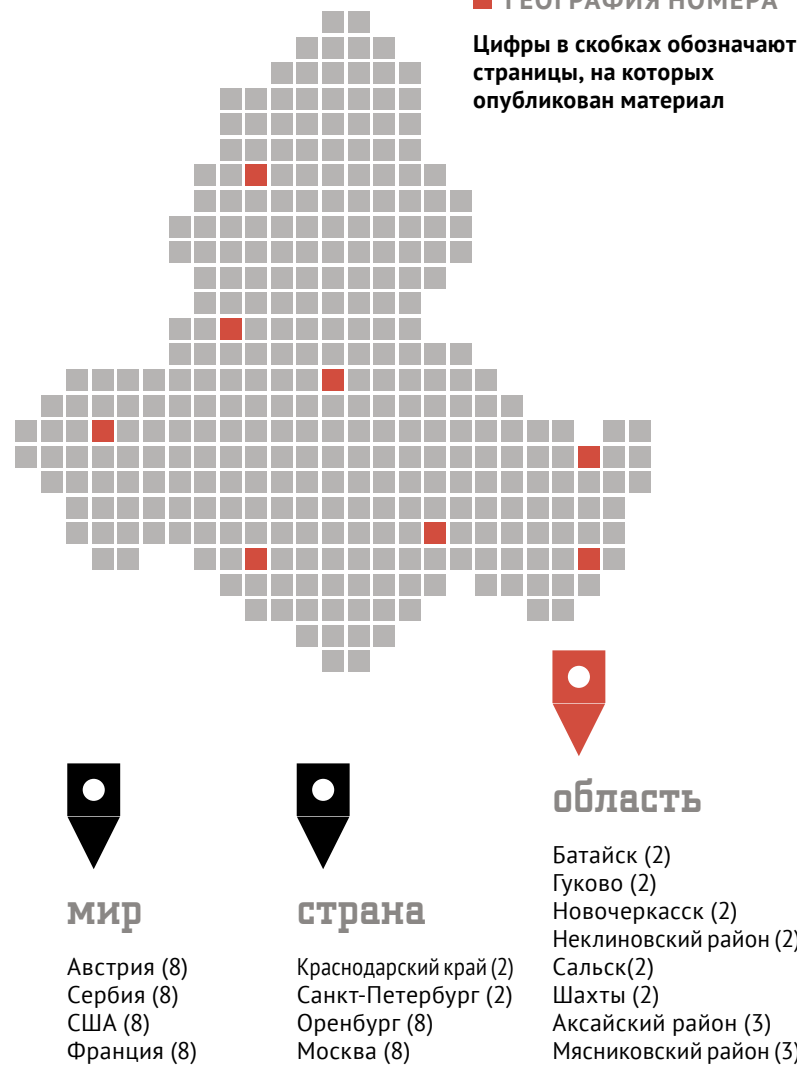 ГЕОГРАФИЯ НОМЕРА
Цифры в скобках обозначают
страницы, на которых
опубликован материал
мир
Австрия (8)
Сербия (8)
США (8)
Франция (8)
страна
Краснодарский край (2)
Санкт-Петербург (2)
Оренбург (8)
Москва (8)
область
Батайск (2)
Гуково (2)
Новочеркасск (2)
Неклиновский район (2)
Сальск(2)
Шахты (2)
Аксайский район (3)
Мясниковский район (3)